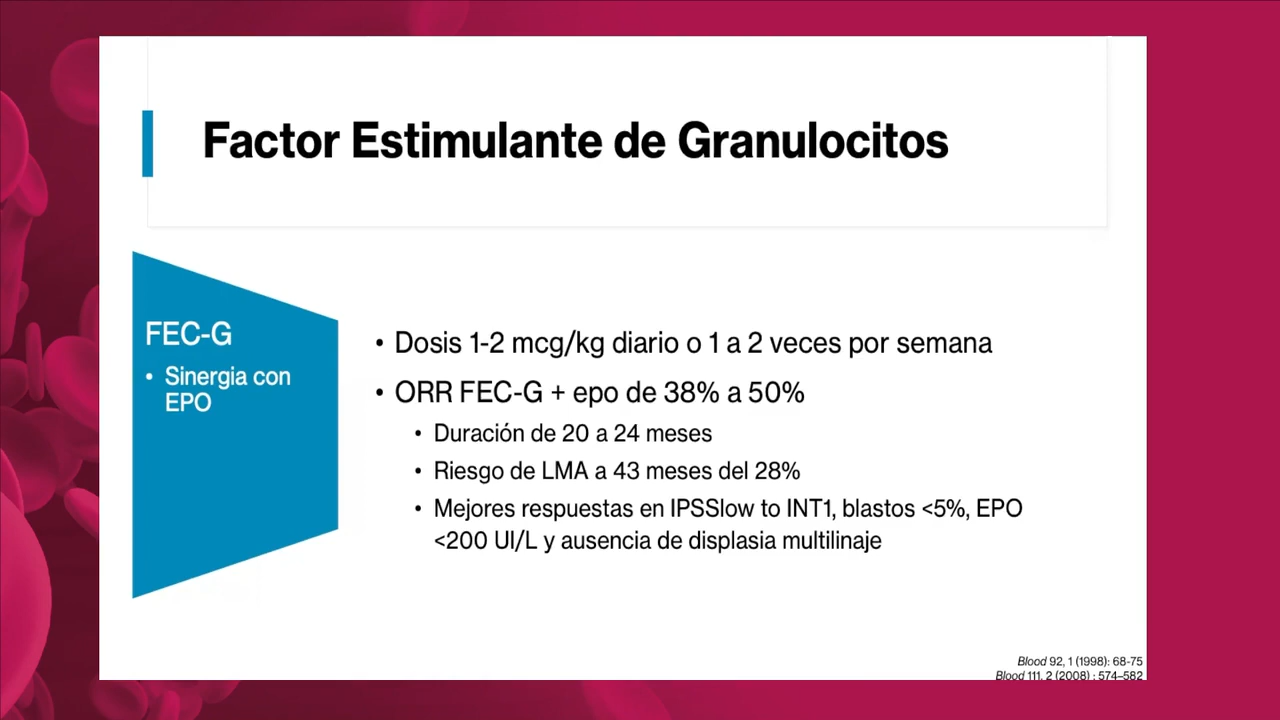 Factor Estimulante de Granulocitos
FEC-G
• Sinergia con
EPO
• Dosis 1-2 mcg/kg diario o 1 a 2 veces por semana
• ORR FEC-G + epo de 38% a 50%
• Duración de 20 a 24 meses
• Riesgo de LMA a 43 meses del 28%
• Mejores respuestas en IPSSlow to INT1, blastos <5%, EPO
<200 UI/L y ausencia de displasia multilinaje
Blood 92, 1 (1998): 68-75
Blood 111, 2 (2008) : 574–582